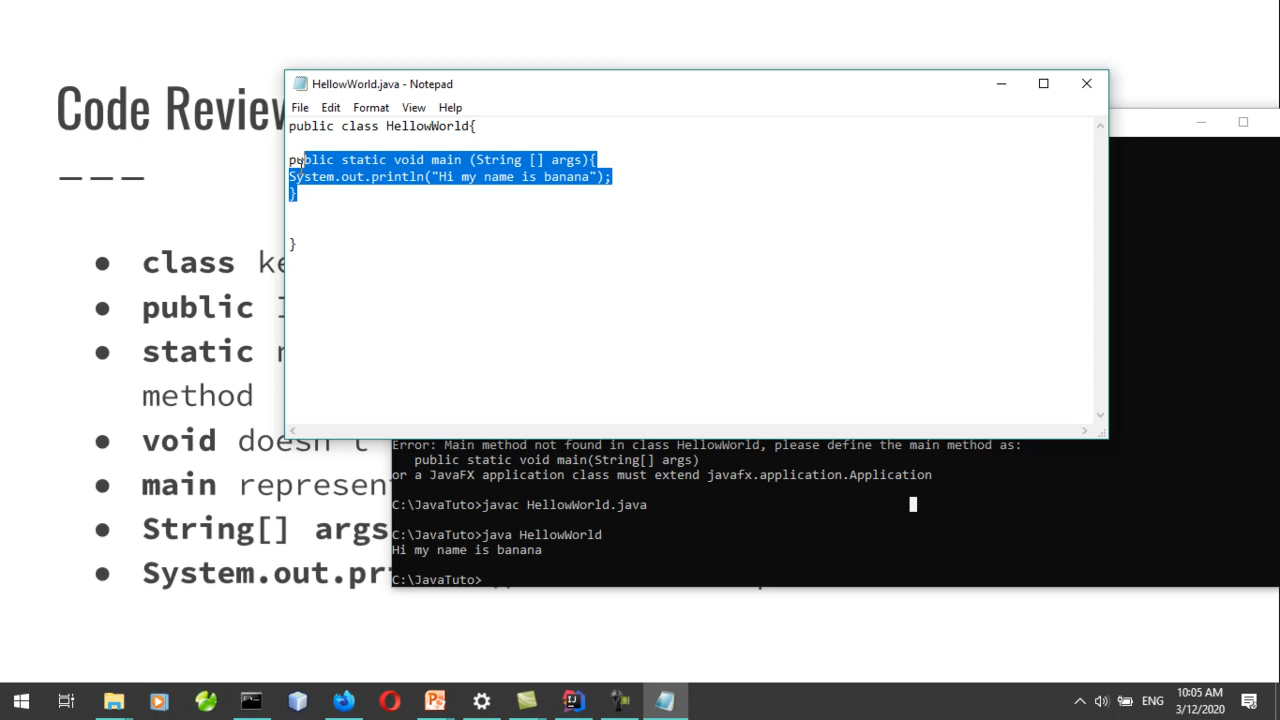 Code Review
HellowWorld.java - Notepad
File Edit Format View Help
public class HellowWorld{
public static void main (String [] args){
System.out.println("Hi my name is banana");
}
}
class
public
static
method
void doesn't
main
String[] args
Error: Main method not found in class HellowWorld, please define the main method as:
public static void main(String[] args)
or a JavaFX application class must extend javafx.application.Application
C:\JavaTuto>javac HellowWorld.java
C:\JavaTuto>java HellowWorld
Hi my name is banana
C:\JavaTuto>
ENG
10:05 AM
3/12/2020